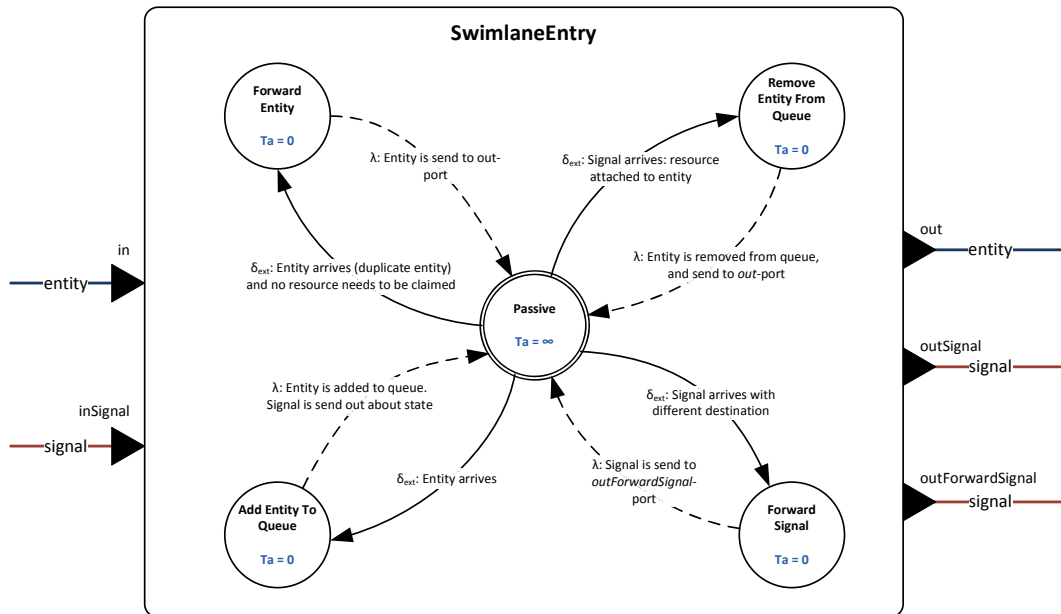 SwimlaneEntry
Forward
Entity
Ta = 0
Remove
Entity From
Queue
Ta = 0
λ: Entity is send to out-
port
δext: Signal arrives: resource
attached to entity
in
entity
δext: Entity arrives (duplicate entity)
and no resource needs to be claimed
λ: Entity is removed from queue,
and send to out-port
out
entity
Passive
Ta = ∞
outSignal
signal
λ: Entity is added to queue.
Signal is send out about state
δext: Signal arrives with
different destination
inSignal
signal
δext: Entity arrives
λ: Signal is send to
outForwardSignal-
port
outForwardSignal
signal
Add Entity To
Queue
Ta = 0
Forward
Signal
Ta = 0